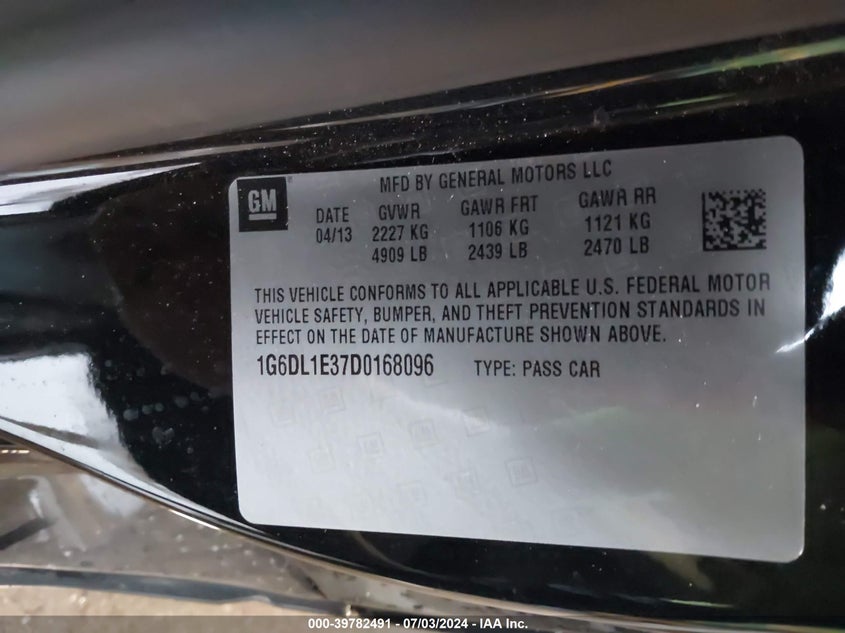 MFD BY GENERAL MOTORS LLC
GM
DATE GVWR GAWR FRT GAWR RR
04/13 2227 KG 1106 KG 1121 KG
4909 LB 2439 LB 2470 LB
THIS VEHICLE CONFORMS TO ALL APPLICABLE U.S. FEDERAL MOTOR
VEHICLE SAFETY, BUMPER, AND THEFT PREVENTION STANDARDS IN
EFFECT ON THE DATE OF MANUFACTURE SHOWN ABOVE.
1G6DL1E37D0168096 TYPE: PASS CAR
1000-39782491 - 07/03/2024 - IAA Inc.